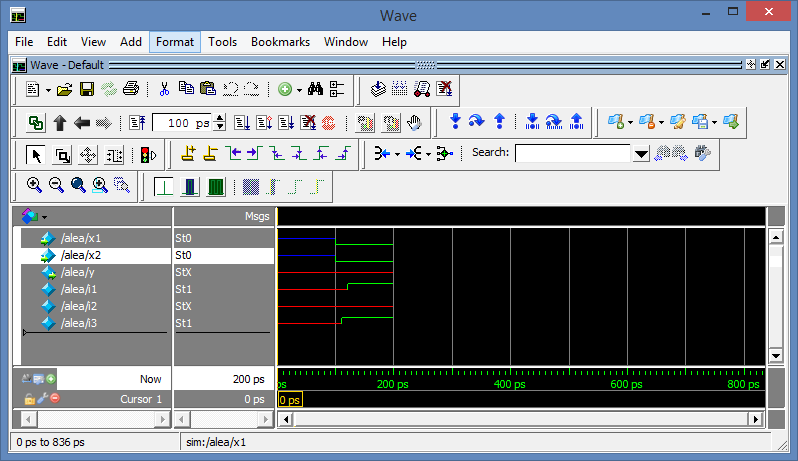 Wave
File Edit View Add Format Tools Bookmarks Window Help
Wave - Default
100 ps
Search:
Msgs
/alea/x1 St0
/alea/x2 St0
/alea/y StX
/alea/i1 St1
/alea/i2 StX
/alea/i3 St1
Now 200 ps
ps 200 ps 400 ps 600 ps 800 ps
Cursor 1 0 ps
0 ps
0 ps to 836 ps sim:/alea/x1